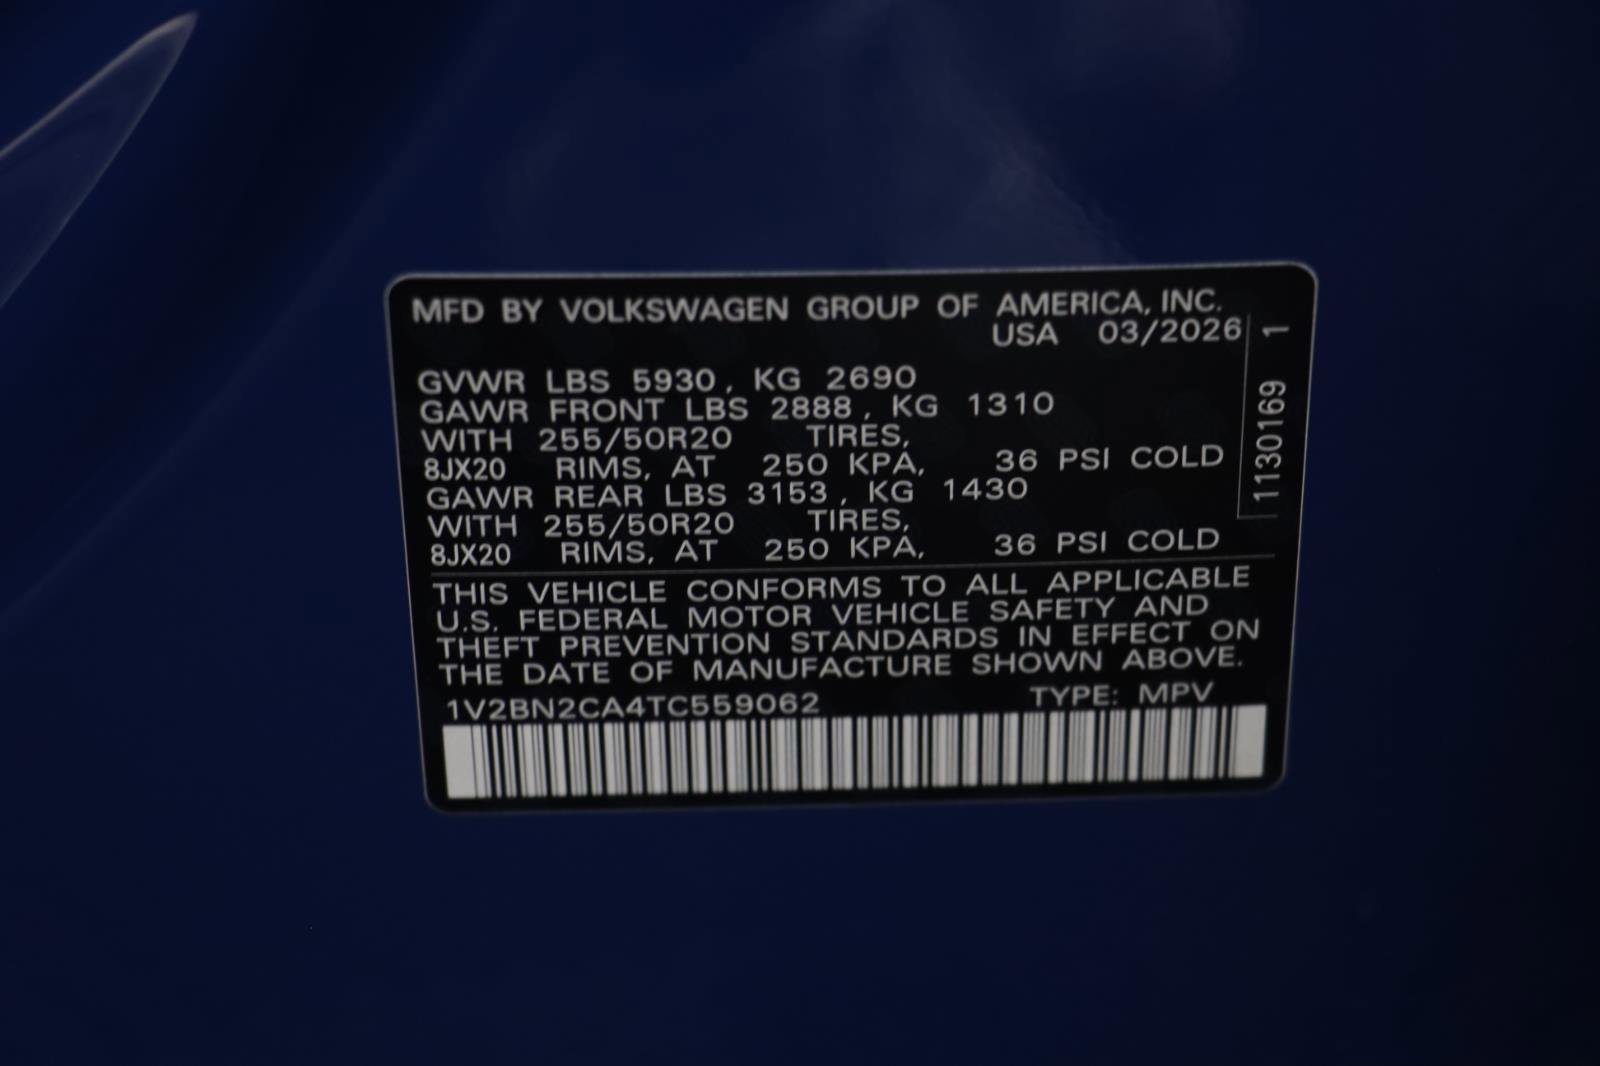 MFD BY VOLKSWAGEN GROUP OF AMERICA, INC.
USA 03/2026
GVWR LBS 5930, KG 2690
GAWR FRONT LBS 2888, KG 1310
WITH 255/50R20 TIRES,
8JX20 RIMS, AT 250 KPA, 36 PSI COLD
GAWR REAR LBS 3153, KG 1430
WITH 255/50R20 TIRES,
8JX20 RIMS, AT 250 KPA, 36 PSI COLD
1130169 1
THIS VEHICLE CONFORMS TO ALL APPLICABLE
U.S. FEDERAL MOTOR VEHICLE SAFETY AND
THEFT PREVENTION STANDARDS IN EFFECT ON
THE DATE OF MANUFACTURE SHOWN ABOVE.
1V2BN2CA4TC559062 TYPE: MPV